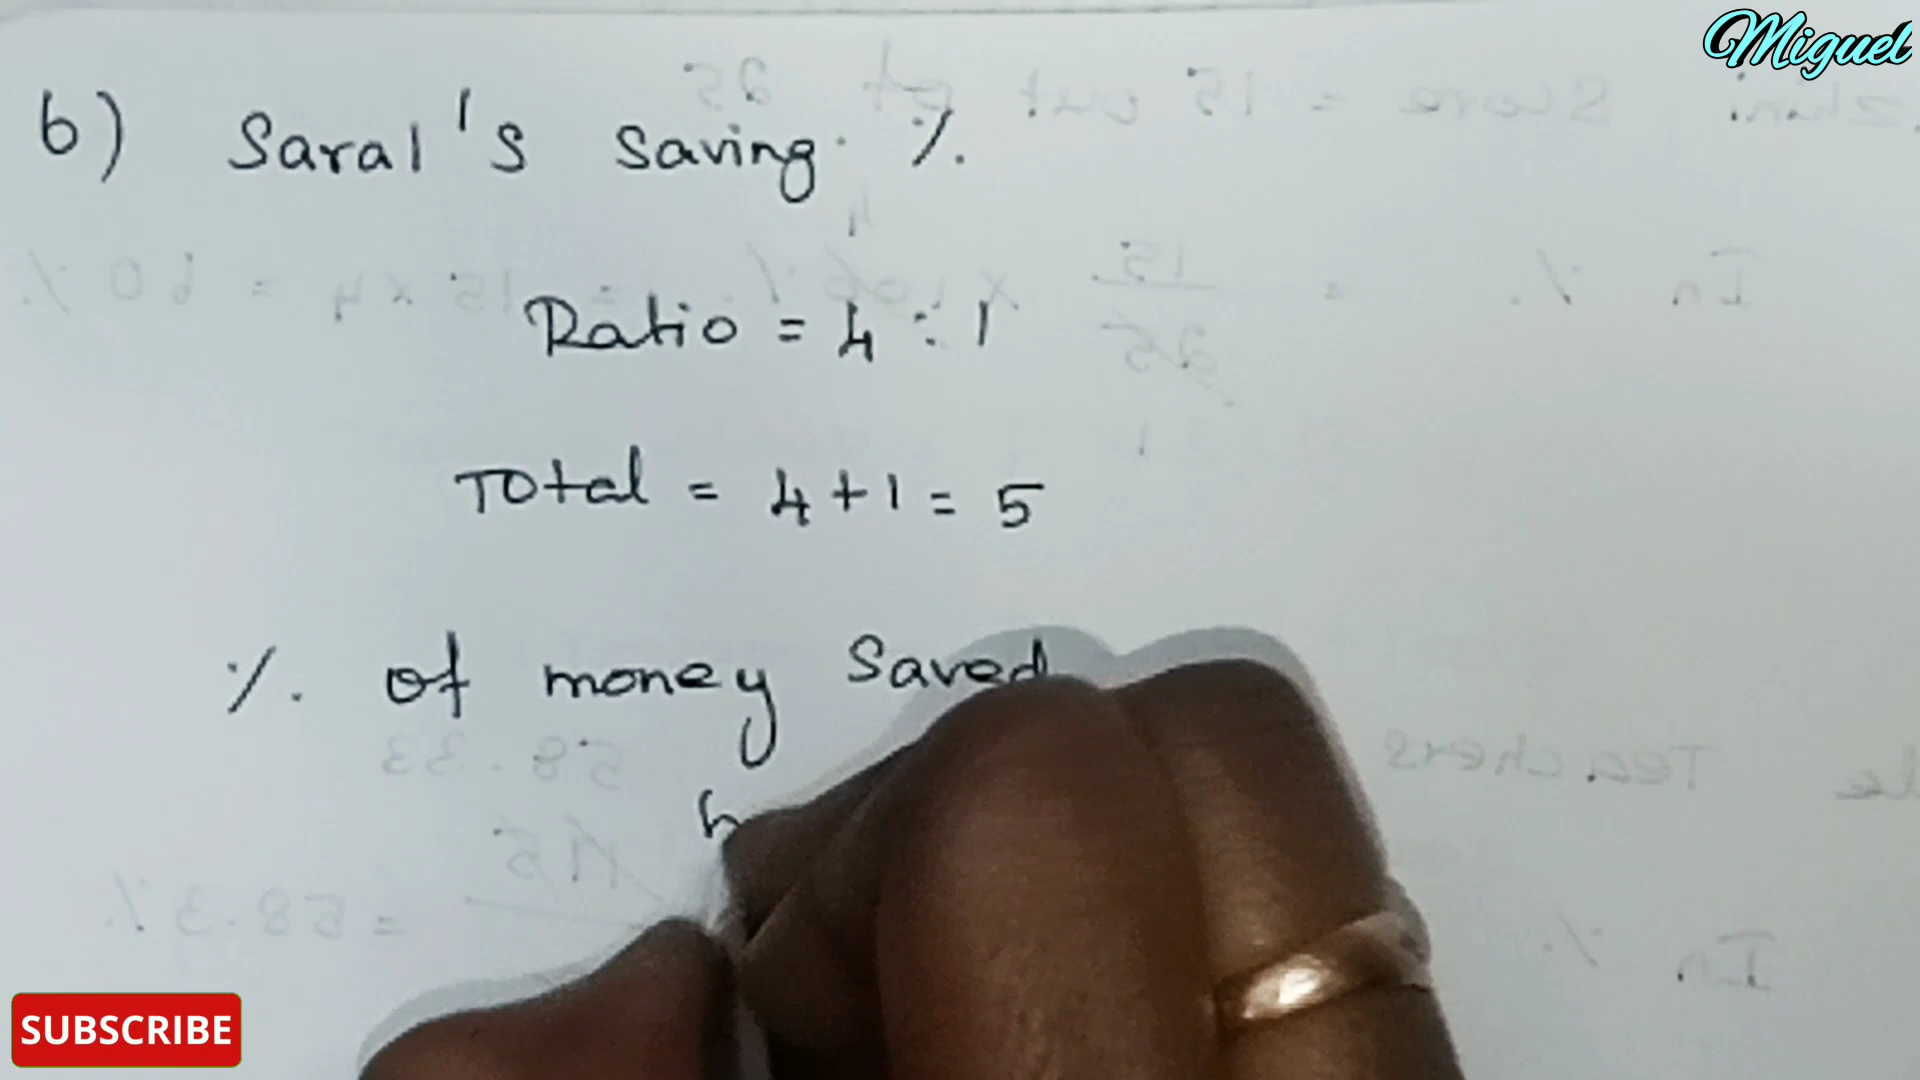 Miguel
b) Saral's saving %.
Ratio = 4 : 1
Total = 4 + 1 = 5
%. of money Saved
SUBSCRIBE